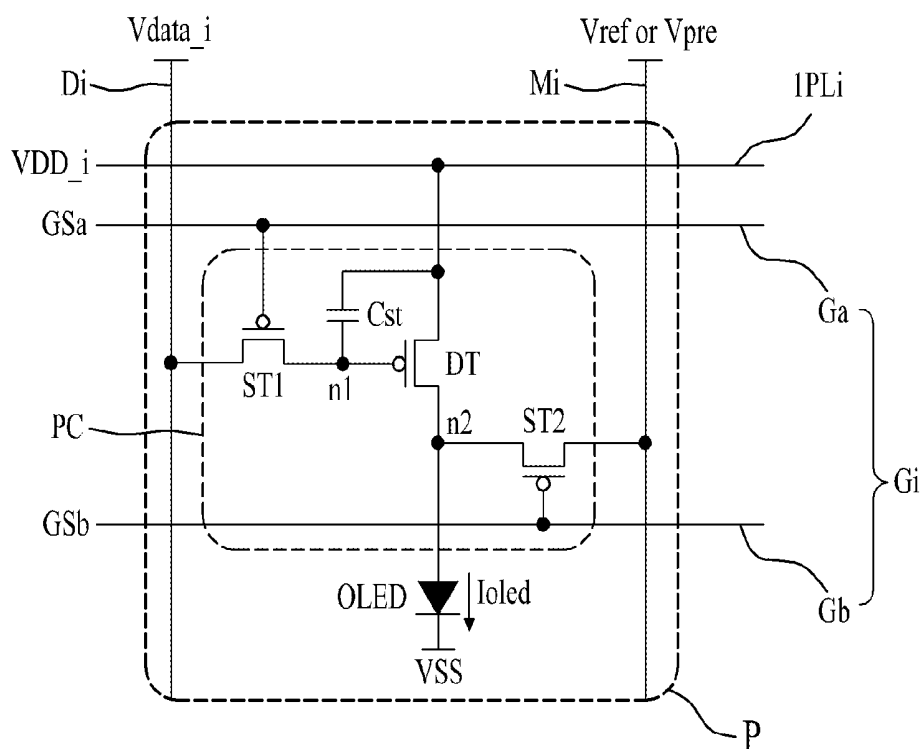 Vdata_i
Vref or Vpre
Di
Mi
1PLi
VDD_i
GSa
Ga
Cst
DT
ST1
n1
PC
n2
ST2
Gi
GSb
OLED
Ioled
Gb
VSS
P